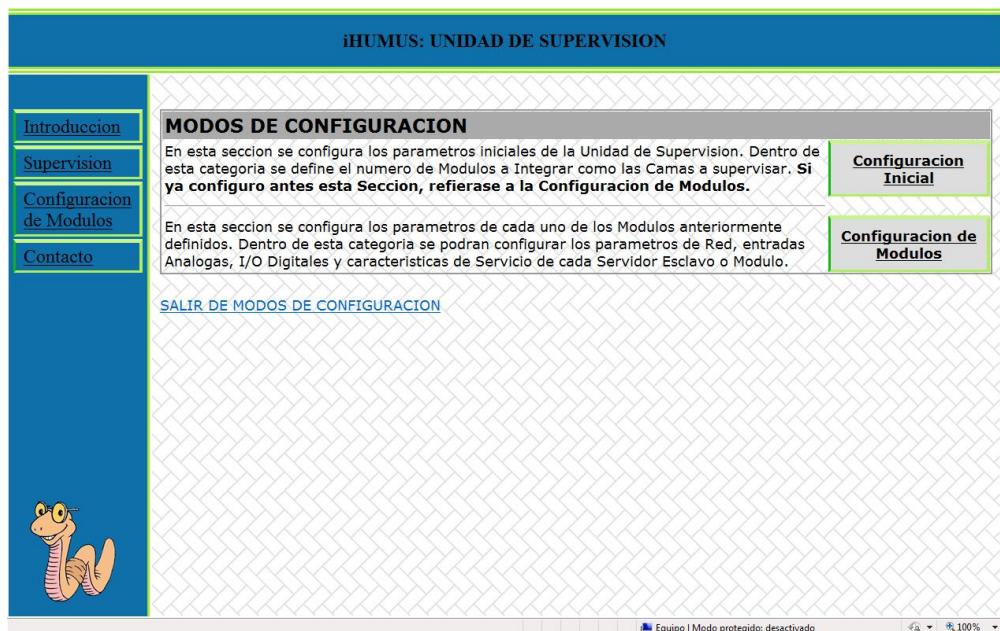 iHUMUS: UNIDAD DE SUPERVISION
Introduccion
Supervision
Configuracion
de Modulos
Contacto
MODOS DE CONFIGURACION
En esta seccion se configura los parametros iniciales de la Unidad de Supervision. Dentro de
esta categoria se define el numero de Modulos a Integrar como las Camas a supervisar. Si
ya configuro antes esta Seccion, refierase a la Configuracion de Modulos.
Configuracion
Inicial
En esta seccion se configura los parametros de cada uno de los Modulos anteriormente
definidos. Dentro de esta categoria se podran configurar los parametros de Red, entradas
Analogas, I/O Digitales y caracteristicas de Servicio de cada Servidor Esclavo o Modulo.
Configuracion de
Modulos
SALIR DE MODOS DE CONFIGURACION
Equipo | Modo protegido: desactivado
100%